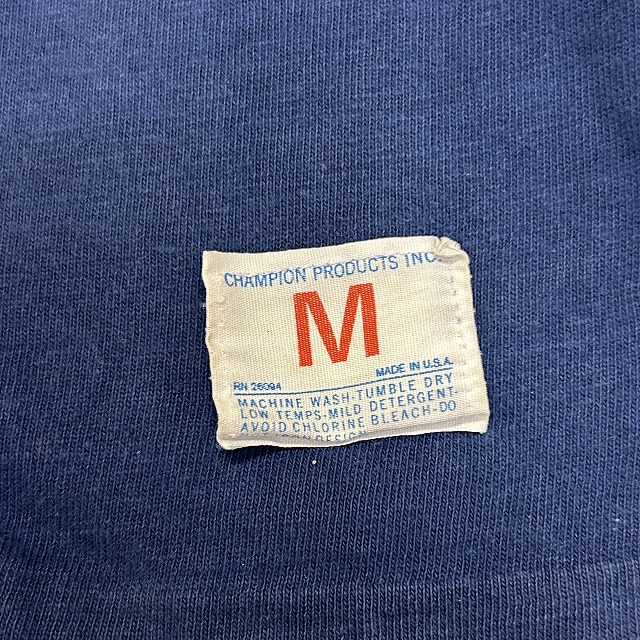 CHAMPION PRODUCTS INC.
M
MADE IN U.S.A.
RN 26094
MACHINE WASH-TUMBLE DRY
LOW TEMPS-MILD DETERGENT-
AVOID CHLORINE BLEACH-DO
DESIGN